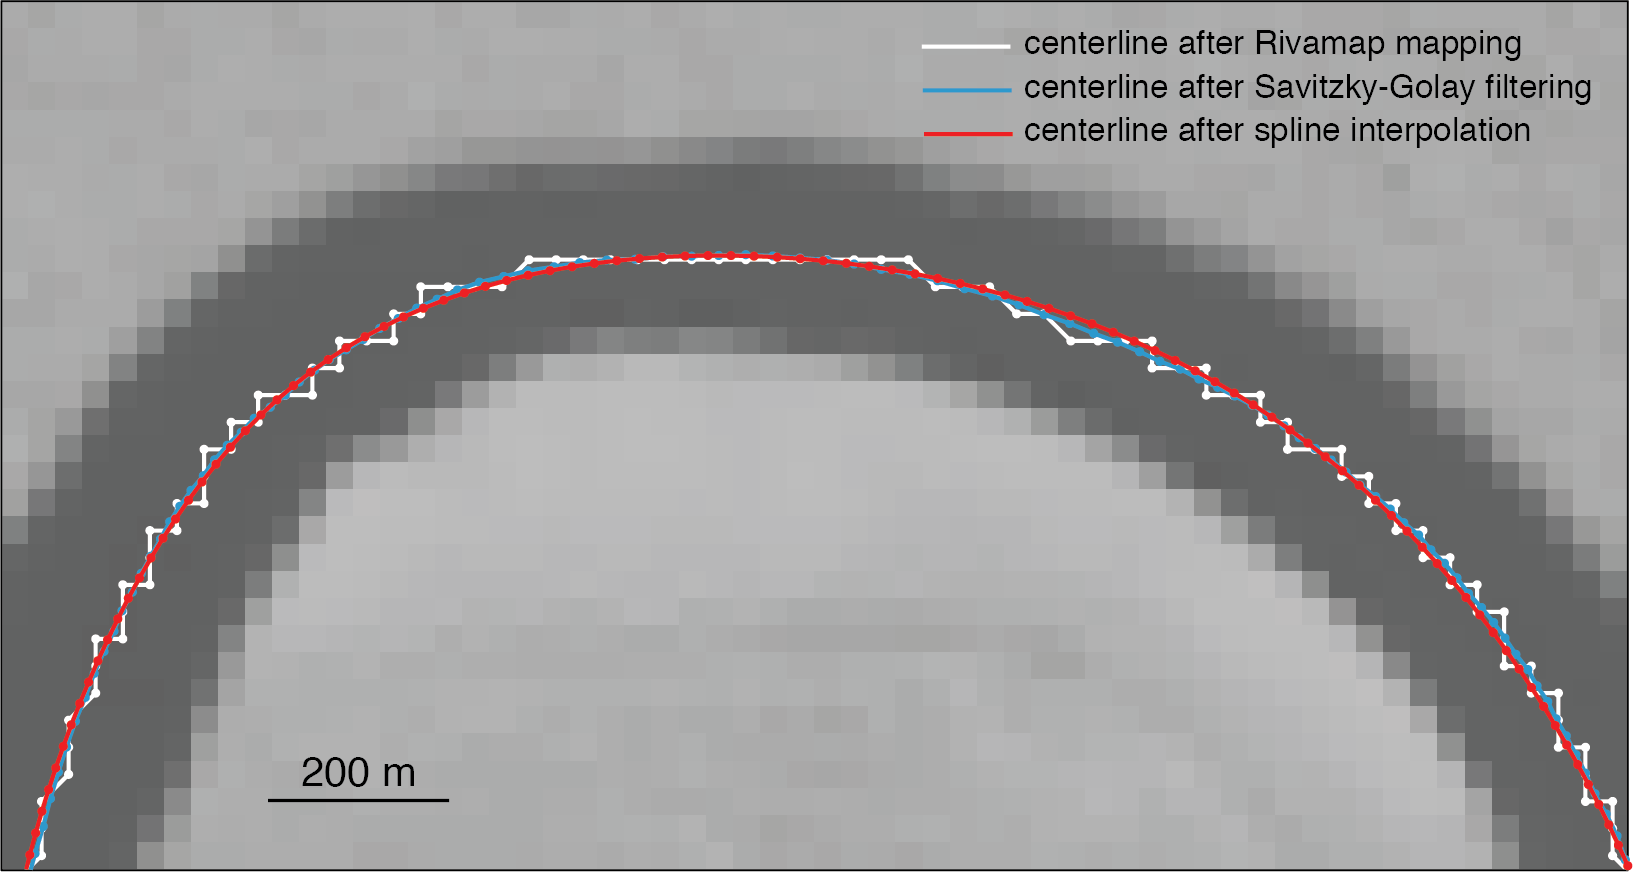 centerline after Rivamap mapping
centerline after Savitzky-Golay filtering
centerline after spline interpolation
200 m